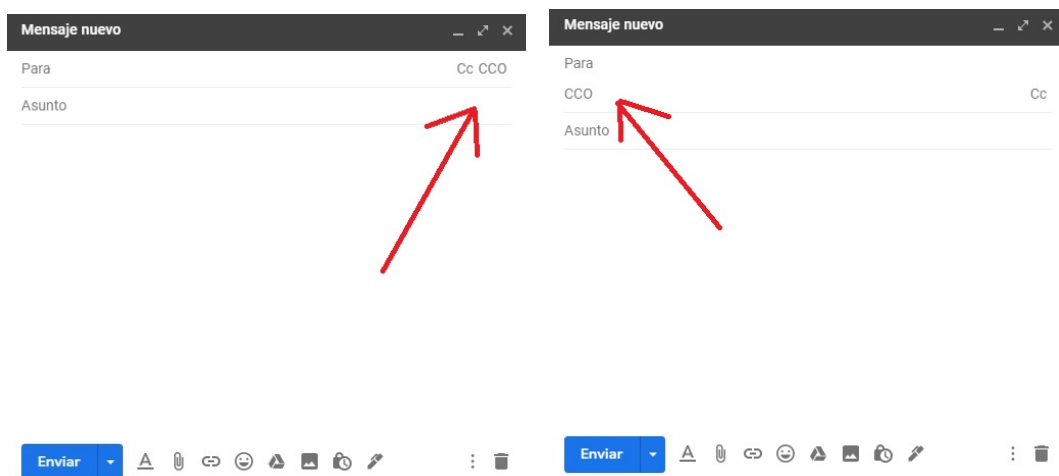 Mensaje nuevo
Para Cc CCO
Asunto
Enviar
Mensaje nuevo
Para
CCO Cc
Asunto
Enviar